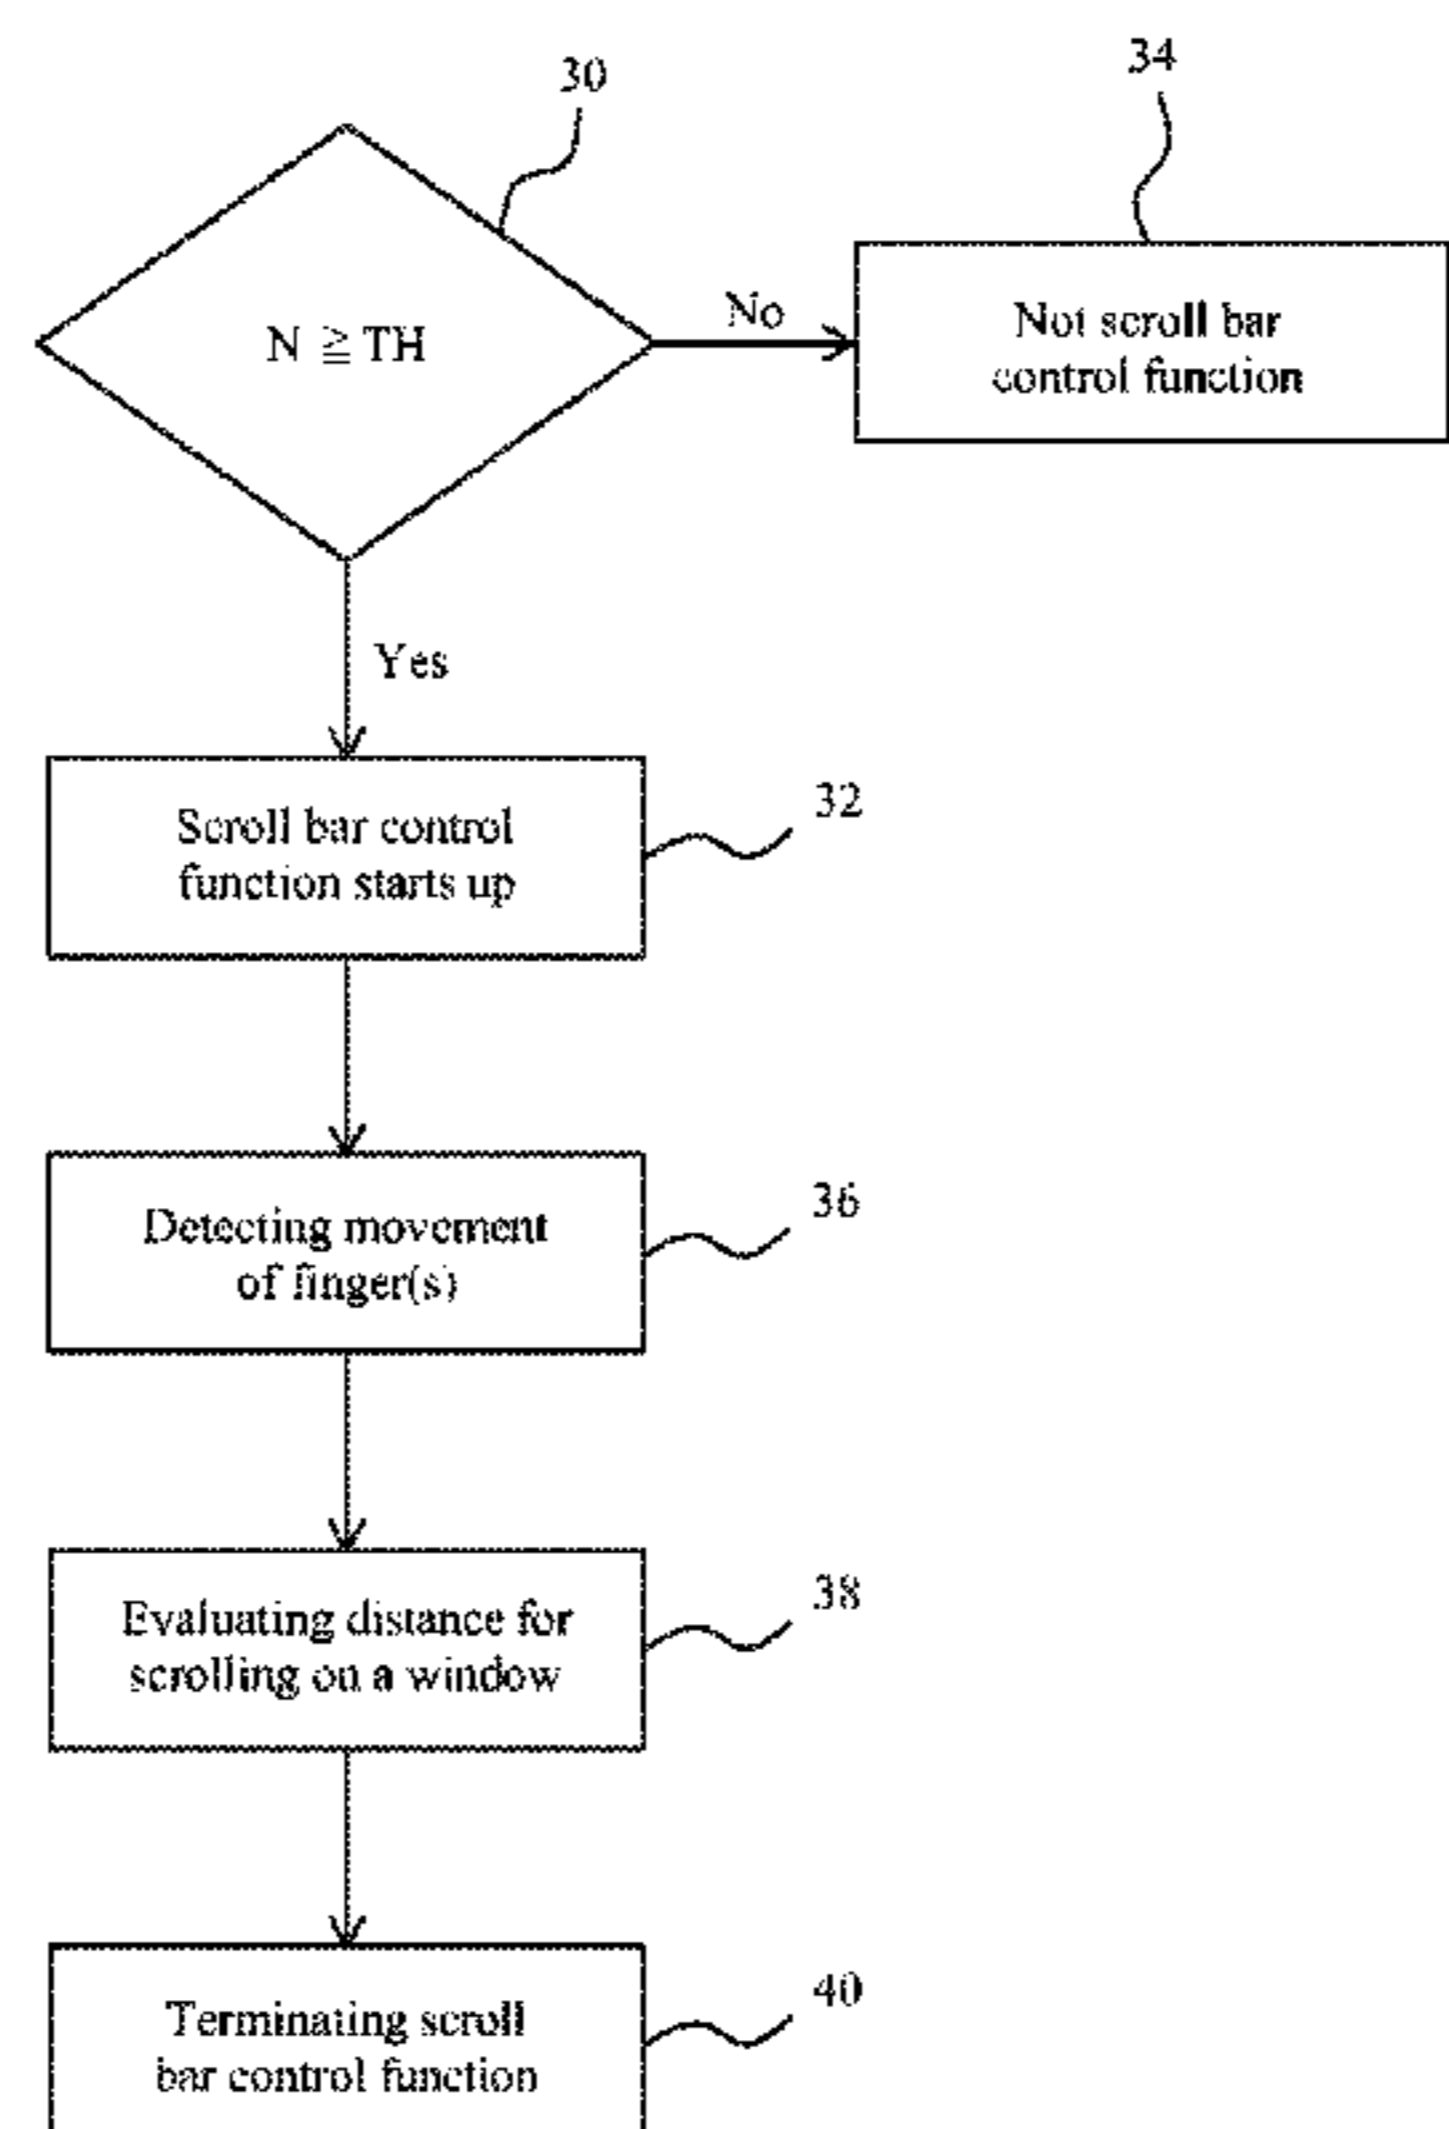 30
34
N ≧ TH
No
Not scroll bar
control function
Yes
Scroll bar control
function starts up
32
Detecting movement
of finger(s)
36
Evaluating distance for
scrolling on a window
38
Terminating scroll
bar control function
40